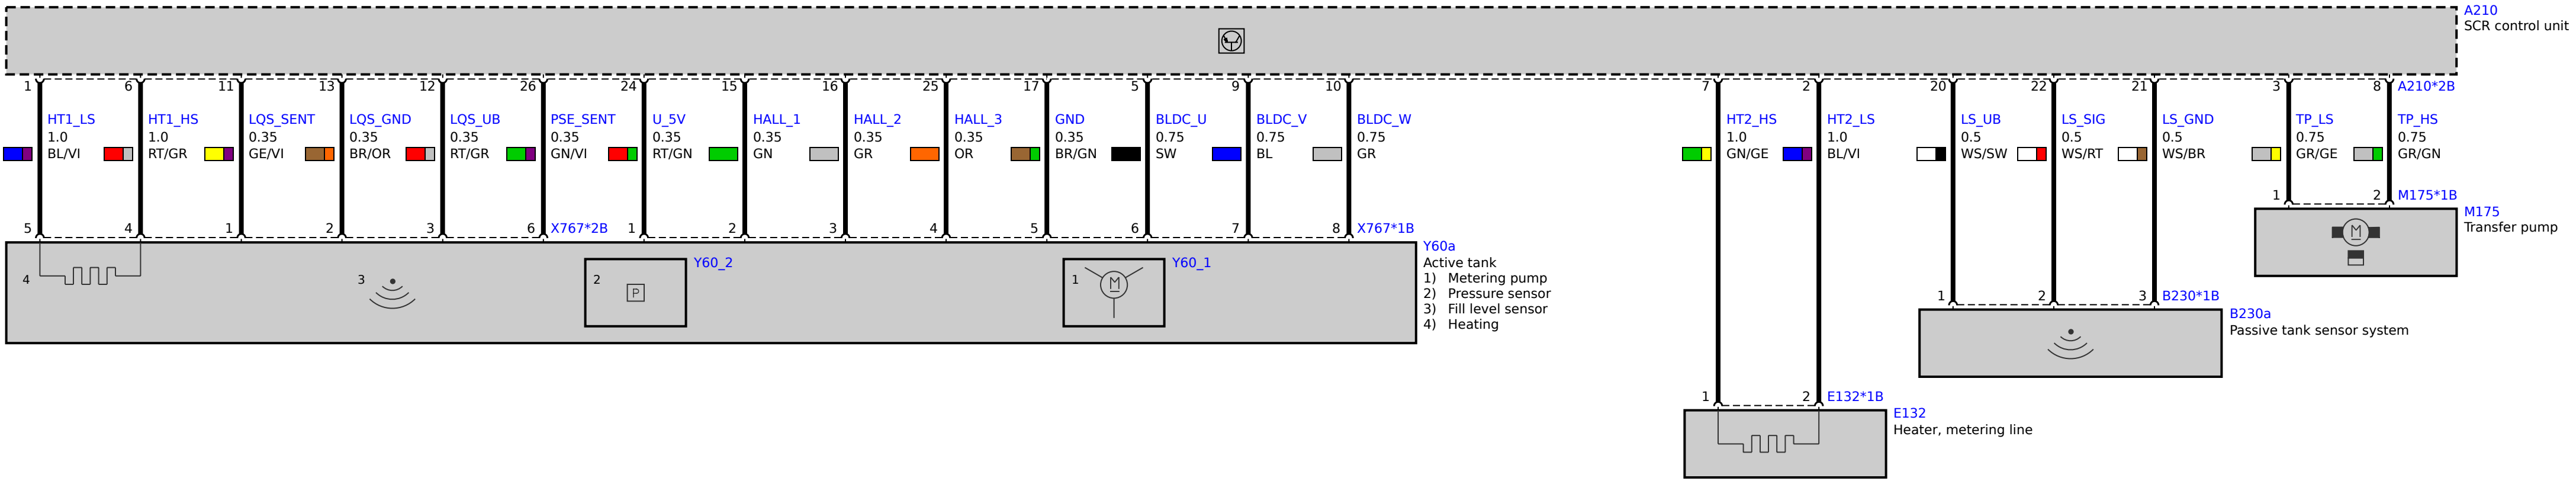 A210
SCR control unit
1 6 11 13 12 26 24 15 16 25 17 5 9 10 7 2 20 22 21 3 8 A210*2B
HT1_LS HT1_HS LQS_SENT LQS_GND LQS_UB PSE_SENT U_5V HALL_1 HALL_2 HALL_3 GND BLDC_U BLDC_V BLDC_W HT2_HS HT2_LS LS_UB LS_SIG LS_GND TP_LS TP_HS
1.0 1.0 0.35 0.35 0.35 0.35 0.35 0.35 0.35 0.35 0.35 0.75 0.75 0.75 1.0 1.0 0.5 0.5 0.5 0.75 0.75
BL/VI RT/GR GE/VI BR/OR RT/GR GN/VI RT/GN GN GR OR BR/GN SW BL GR GN/GE BL/VI WS/SW WS/RT WS/BR GR/GE GR/GN
1 2 M175*1B
M175
Transfer pump
M
5 4 1 2 3 6 X767*2B 1 2 3 4 5 6 7 8 X767*1B
Y60a
Active tank
1) Metering pump
2) Pressure sensor
3) Fill level sensor
4) Heating
4 3 2 P Y60_2 1 M Y60_1
1 2 3 B230*1B
B230a
Passive tank sensor system
1 2 E132*1B
E132
Heater, metering line